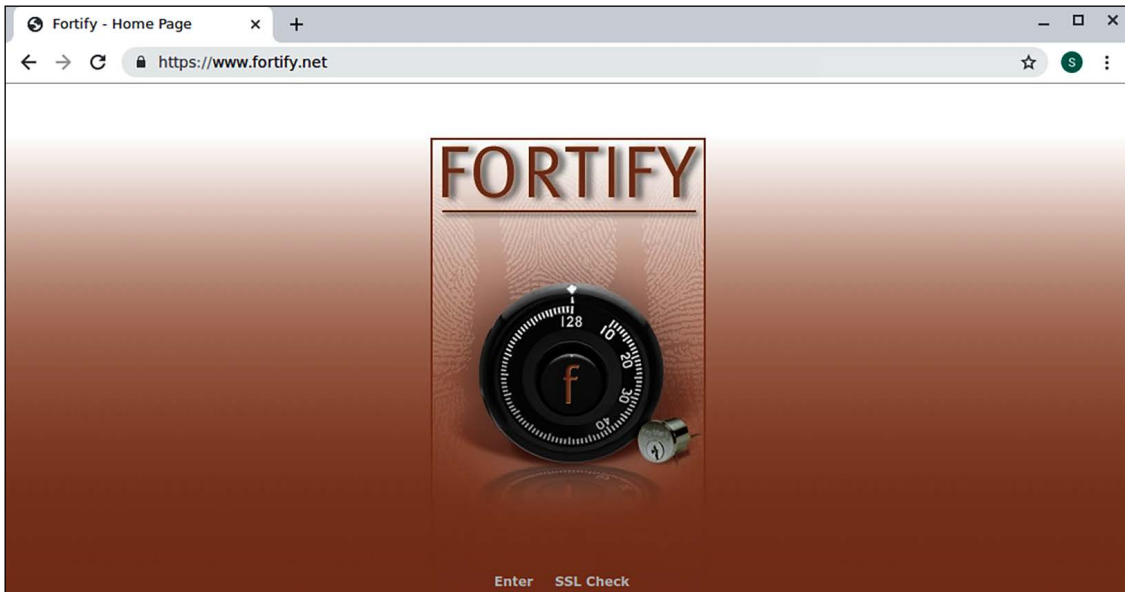 Fortify - Home Page
https://www.fortify.net
S
FORTIFY
128
10
20
30
40
f
Enter SSL Check